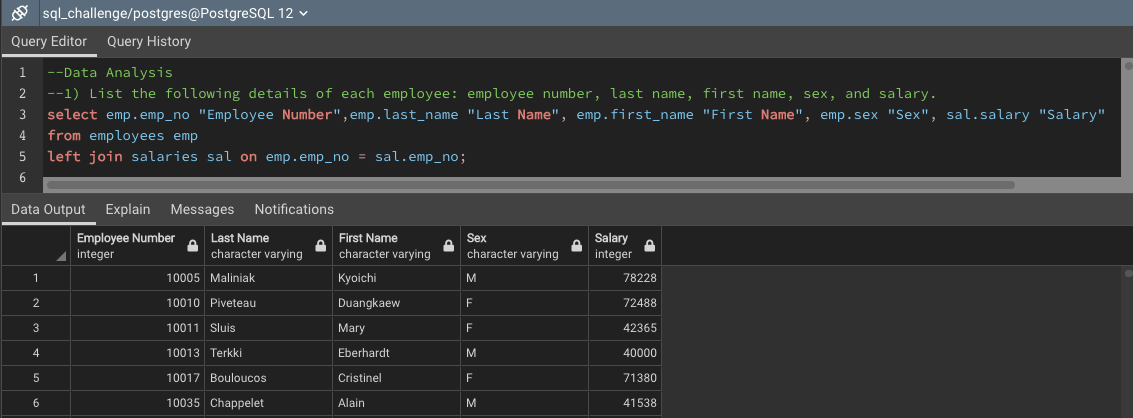 sql_challenge/postgres@PostgreSQL 12
Query Editor Query History
1 --Data Analysis
2 --1) List the following details of each employee: employee number, last name, first name, sex, and salary.
3 select emp.emp_no "Employee Number",emp.last_name "Last Name", emp.first_name "First Name", emp.sex "Sex", sal.salary "Salary"
4 from employees emp
5 left join salaries sal on emp.emp_no = sal.emp_no;
6
Data Output Explain Messages Notifications
Employee Number Last Name First Name Sex Salary
integer character varying character varying character varying integer
1 10005 Maliniak Kyoichi M 78228
2 10010 Piveteau Duangkaew F 72488
3 10011 Sluis Mary F 42365
4 10013 Terkki Eberhardt M 40000
5 10017 Bouloucos Cristinel F 71380
6 10035 Chappelet Alain M 41538